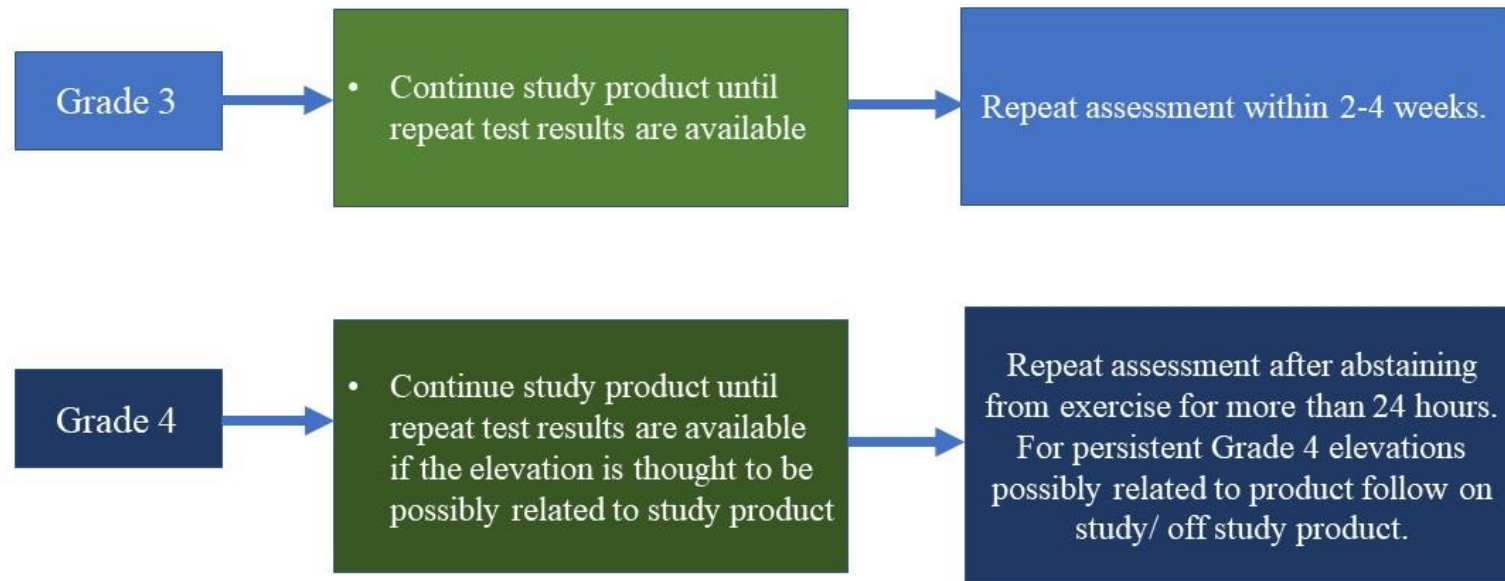 Grade 3
• Continue study product until
repeat test results are available
Repeat assessment within 2-4 weeks.
Grade 4
• Continue study product until
repeat test results are available
if the elevation is thought to be
possibly related to study product
Repeat assessment after abstaining
from exercise for more than 24 hours.
For persistent Grade 4 elevations
possibly related to product follow on
study/ off study product.